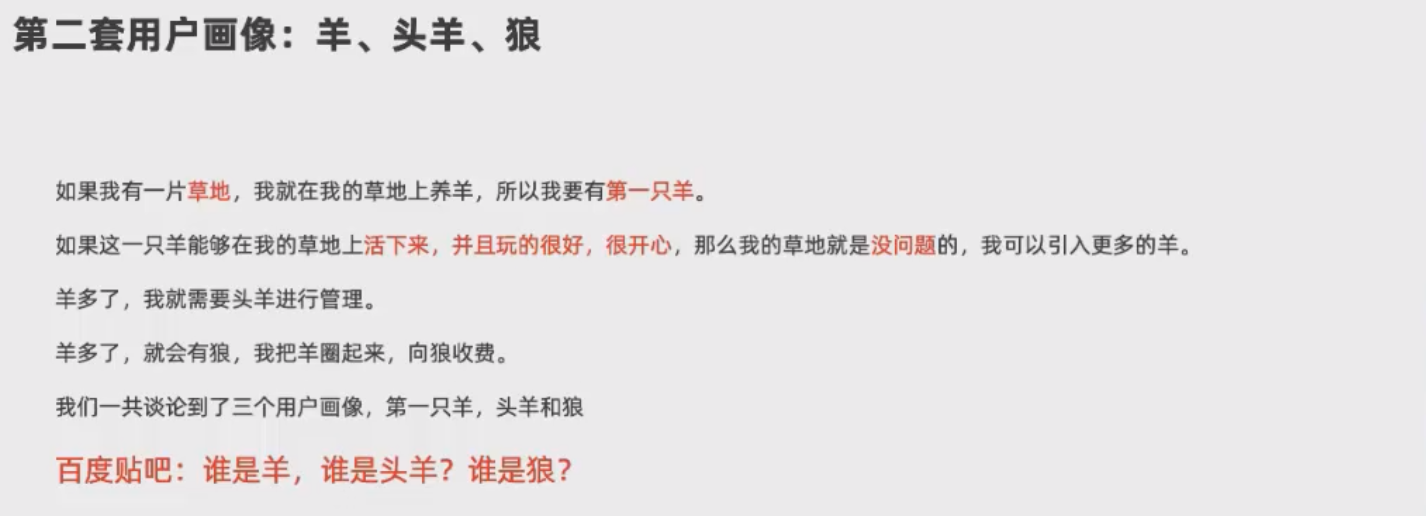 第二套用户画像：羊、头羊、狼
如果我有一片草地，我就在我的草地上养羊，所以我要有第一只羊。
如果这一只羊能够在我的草地上活下来，并且玩的很好，很开心，那么我的草地就是没问题的，我可以引入更多的羊。
羊多了，我就需要头羊进行管理。
羊多了，就会有狼，我把羊圈起来，向狼收费。
我们一共谈论到了三个用户画像，第一只羊，头羊和狼
百度贴吧：谁是羊，谁是头羊？谁是狼？